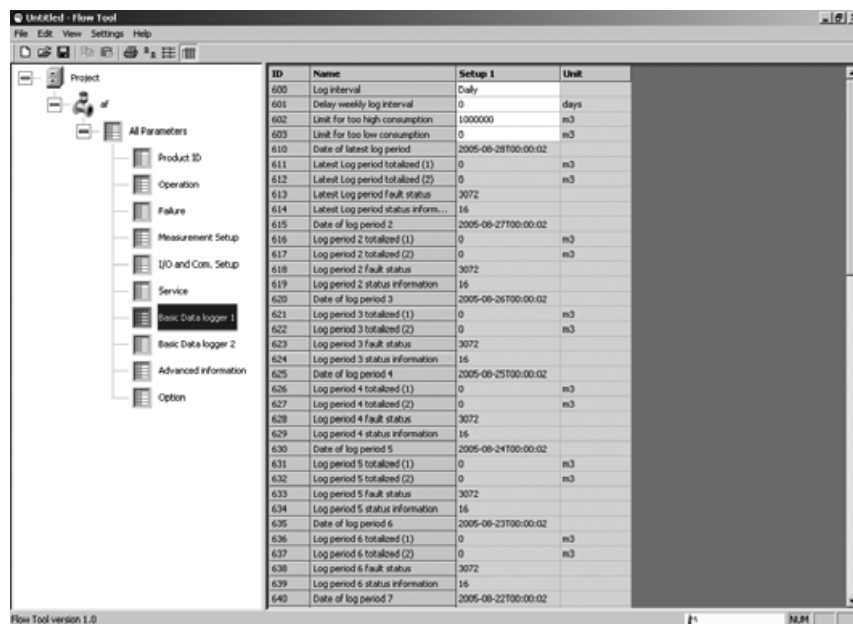 Untitled - Flow Tool
File Edit View Settings Help
Project
af
All Parameters
Product ID
Operation
Failure
Measurement Setup
I/O and Com. Setup
Service
Basic Data logger 1
Basic Data logger 2
Advanced information
Option
ID Name Setup 1 Unit
600 Log interval Daily
601 Delay weekly log interval 0 days
602 Limit for too high consumption 1000000 m3
603 Limit for too low consumption 0 m3
610 Date of latest log period 2005-08-28T00:00:02
611 Latest Log period totalized (1) 0 m3
612 Latest Log period totalized (2) 0 m3
613 Latest Log period fault status 3072
614 Latest Log period status inform... 16
615 Date of log period 2 2005-08-27T00:00:02
616 Log period 2 totalized (1) 0 m3
617 Log period 2 totalized (2) 0 m3
618 Log period 2 fault status 3072
619 Log period 2 status information 16
620 Date of log period 3 2005-08-26T00:00:02
621 Log period 3 totalized (1) 0 m3
622 Log period 3 totalized (2) 0 m3
623 Log period 3 fault status 3072
624 Log period 3 status information 16
625 Date of log period 4 2005-08-25T00:00:02
626 Log period 4 totalized (1) 0 m3
627 Log period 4 totalized (2) 0 m3
628 Log period 4 fault status 3072
629 Log period 4 status information 16
630 Date of log period 5 2005-08-24T00:00:02
631 Log period 5 totalized (1) 0 m3
632 Log period 5 totalized (2) 0 m3
633 Log period 5 fault status 3072
634 Log period 5 status information 16
635 Date of log period 6 2005-08-23T00:00:02
636 Log period 6 totalized (1) 0 m3
637 Log period 6 totalized (2) 0 m3
638 Log period 6 fault status 3072
639 Log period 6 status information 16
640 Date of log period 7 2005-08-22T00:00:02
Flow Tool version 1.0 NUM